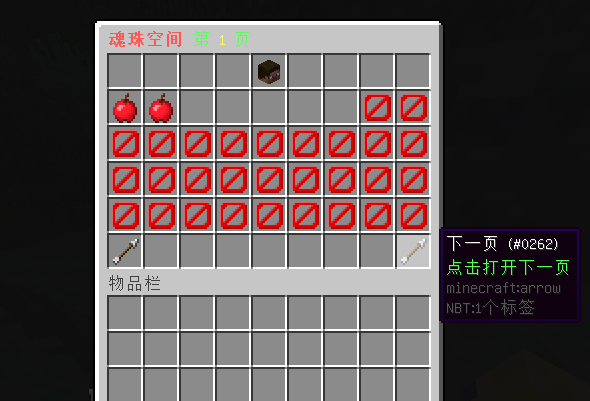 魂珠空间 第 1 页
下一页 (#0262)
点击打开下一页
minecraft:arrow
NBT:1个标签
物品栏